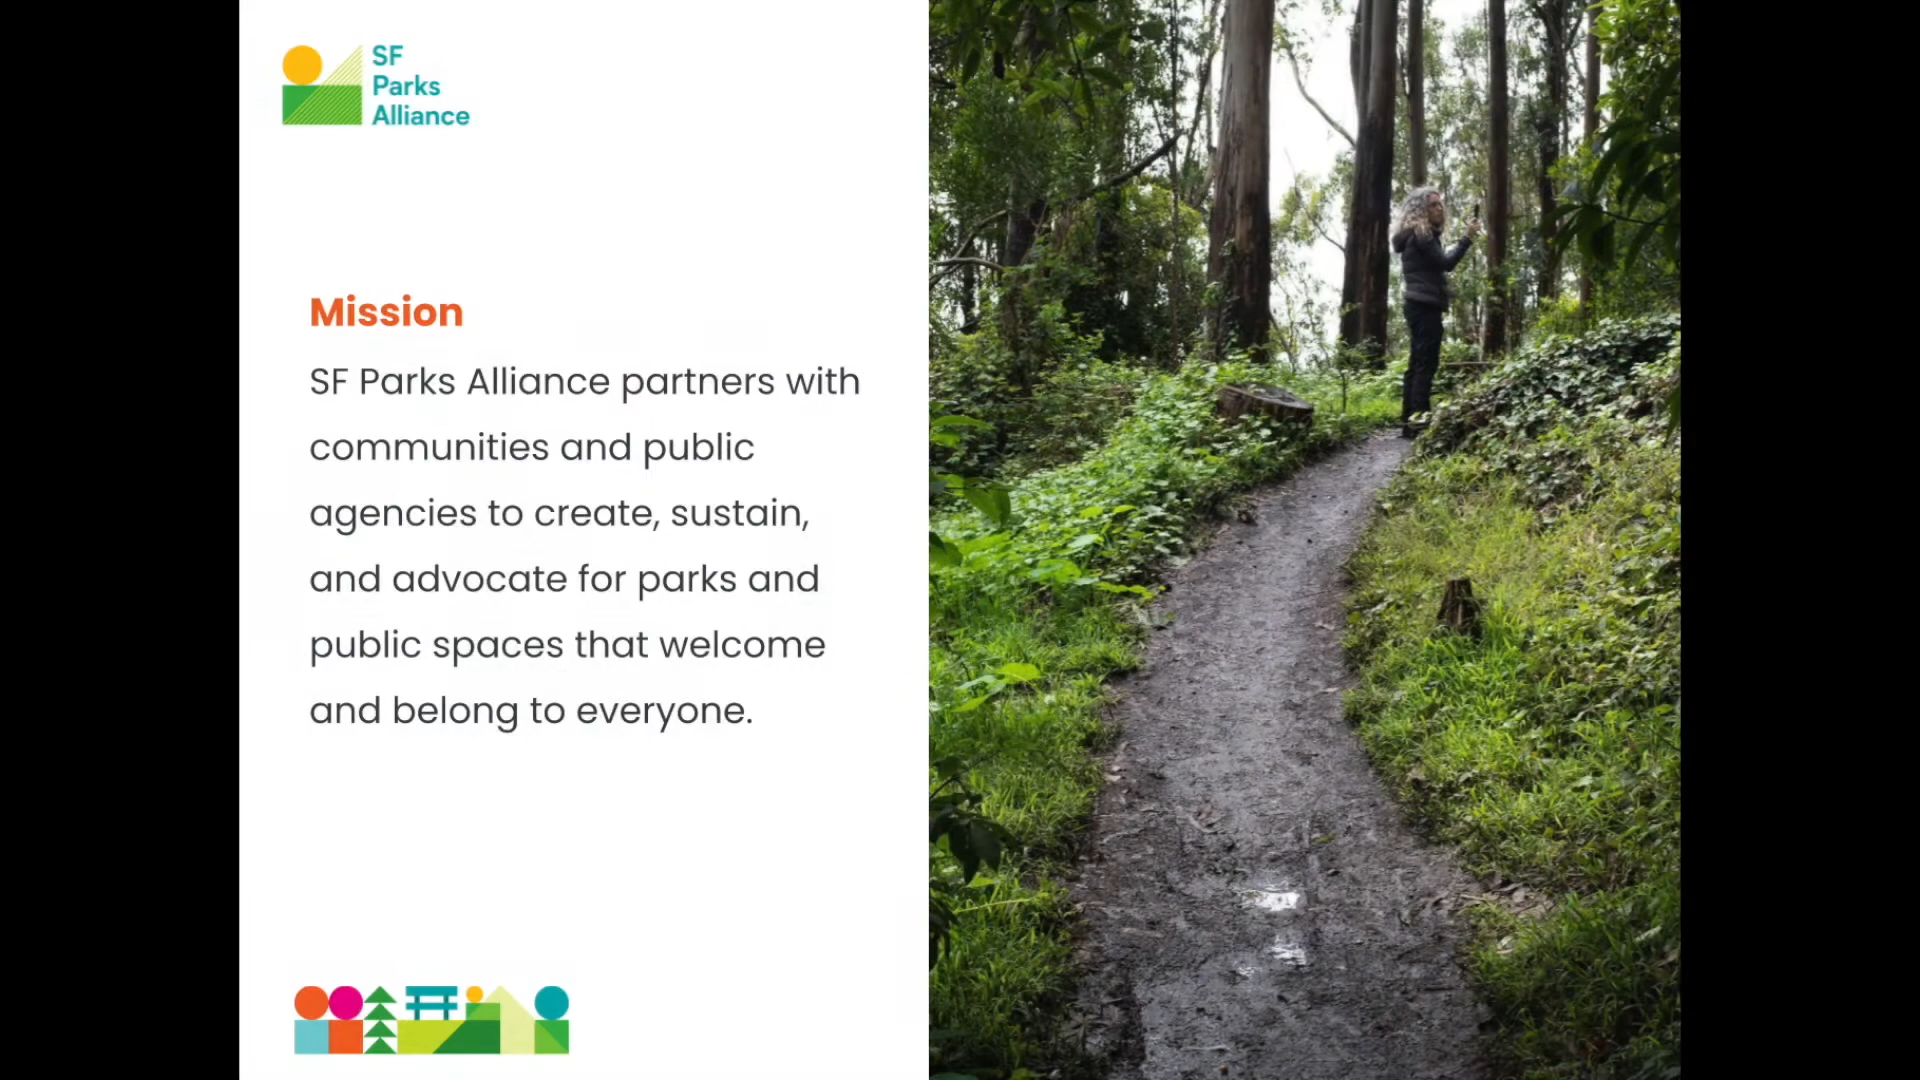 SF
Parks
Alliance
Mission
SF Parks Alliance partners with
communities and public
agencies to create, sustain,
and advocate for parks and
public spaces that welcome
and belong to everyone.